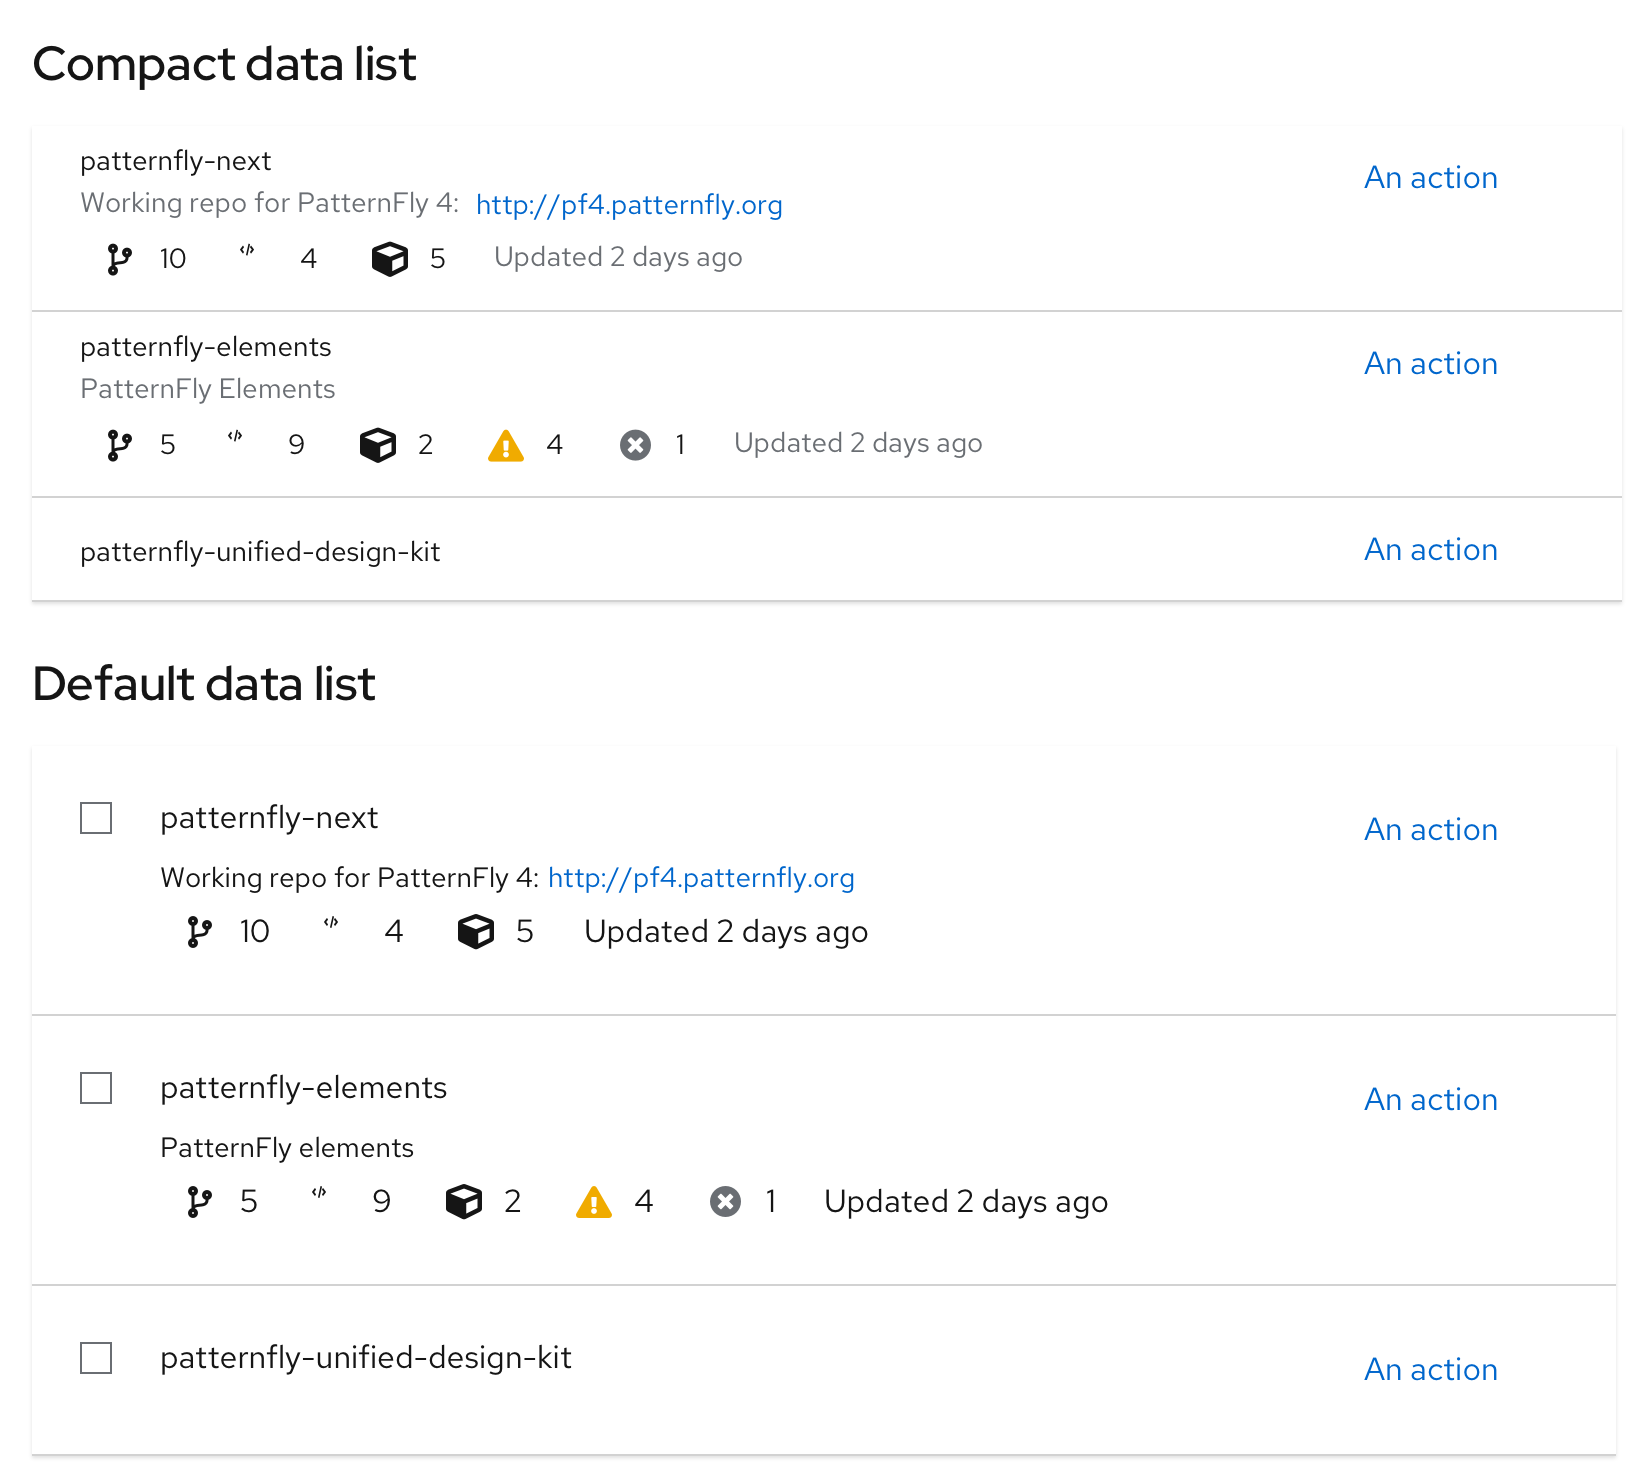 Compact data list
patternfly-next
An action
Working repo for PatternFly 4: http://pf4.patternfly.org
10 </> 4 5 Updated 2 days ago
patternfly-elements
An action
PatternFly Elements
5 </> 9 2 4 1 Updated 2 days ago
patternfly-unified-design-kit An action
Default data list
patternfly-next
An action
Working repo for PatternFly 4: http://pf4.patternfly.org
10 </> 4 5 Updated 2 days ago
patternfly-elements
An action
PatternFly elements
5 </> 9 2 4 1 Updated 2 days ago
patternfly-unified-design-kit
An action